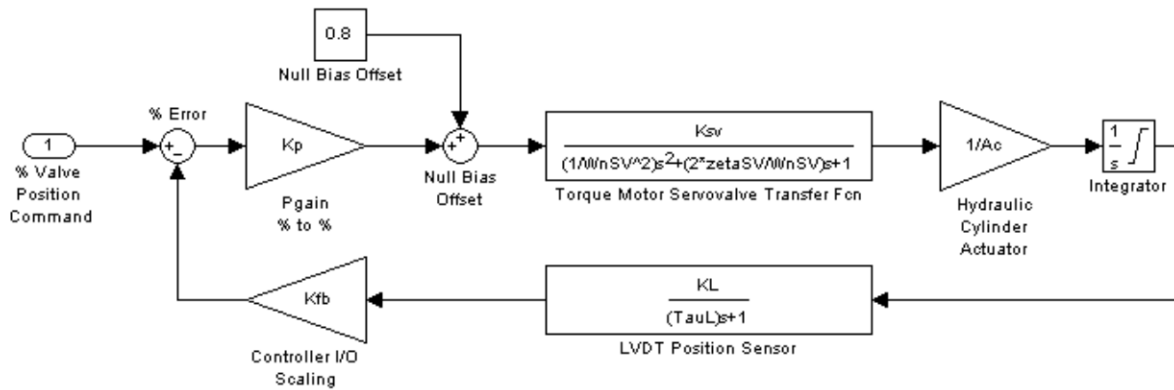 0.8
Null Bias Offset
% Error
1
% Valve
Position
Command
+
−
Kp
Pgain
% to %
+
+
Null Bias
Offset
Ksv
(1/WnSV^2)s2+(2*zetaSV/WnSV)s+1
Torque Motor Servovalve Transfer Fcn
1/Ac
Hydraulic
Cylinder
Actuator
1
s
Integrator
Kfb
Controller I/O
Scaling
KL
(TauL)s+1
LVDT Position Sensor